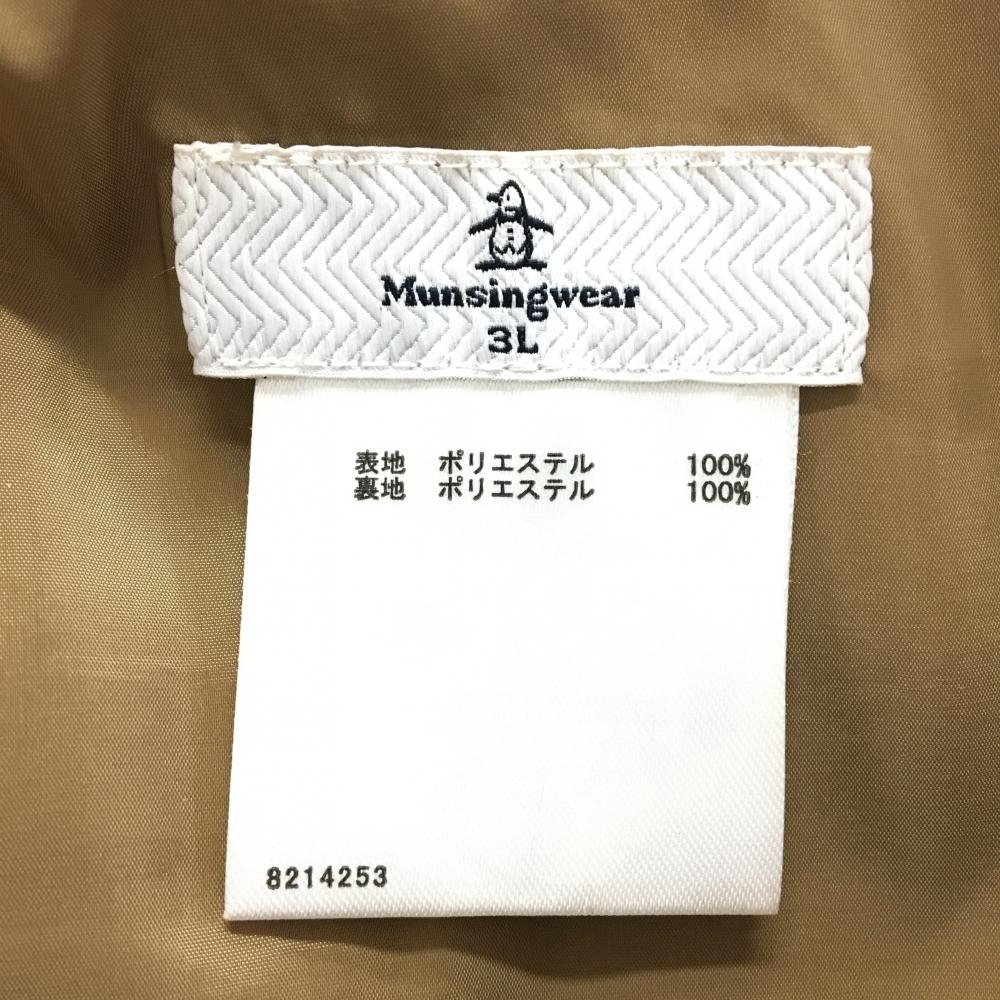 Munsingwear
3L
表地 ポリエステル 100%
裏地 ポリエステル 100%
8214253